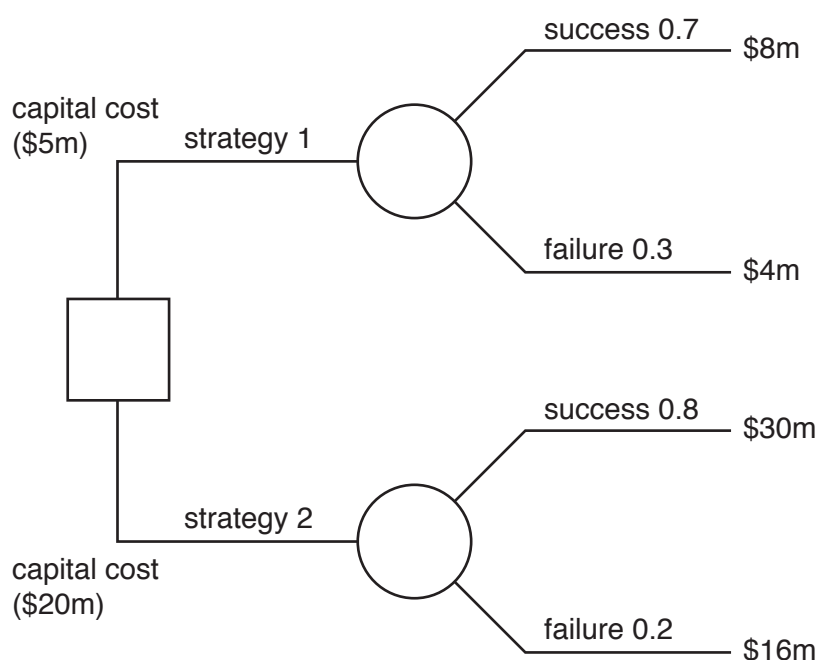 success 0.7
$8m
capital cost
($5m)
strategy 1
failure 0.3
$4m
success 0.8
$30m
strategy 2
capital cost
($20m)
failure 0.2
$16m